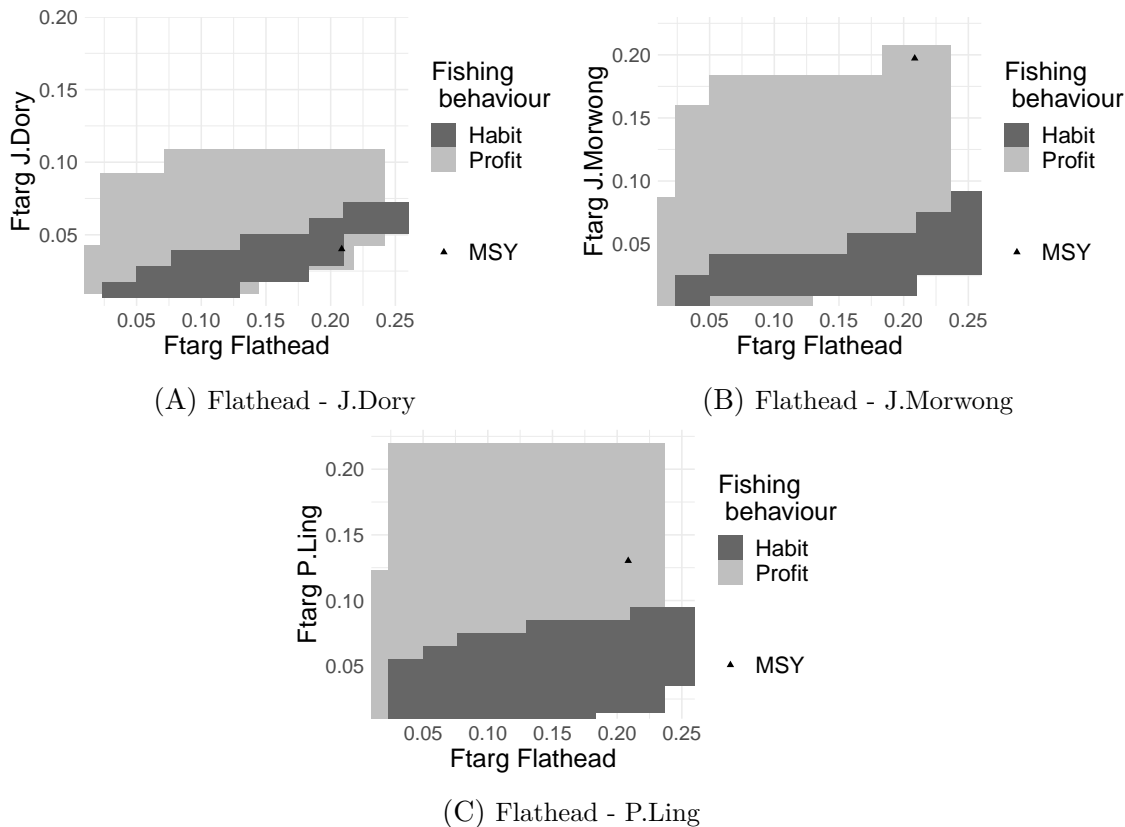 0.20
0.15
0.10
0.05
Ftarg J.Dory
0.05 0.10 0.15 0.20 0.25
Ftarg Flathead
Fishing
behaviour
Habit
Profit
MSY
(A) Flathead - J.Dory
0.20
0.15
0.10
0.05
Ftarg J.Morwong
0.05 0.10 0.15 0.20 0.25
Ftarg Flathead
Fishing
behaviour
Habit
Profit
MSY
(B) Flathead - J.Morwong
0.20
0.15
0.10
0.05
Ftarg P.Ling
0.05 0.10 0.15 0.20 0.25
Ftarg Flathead
Fishing
behaviour
Habit
Profit
MSY
(C) Flathead - P.Ling